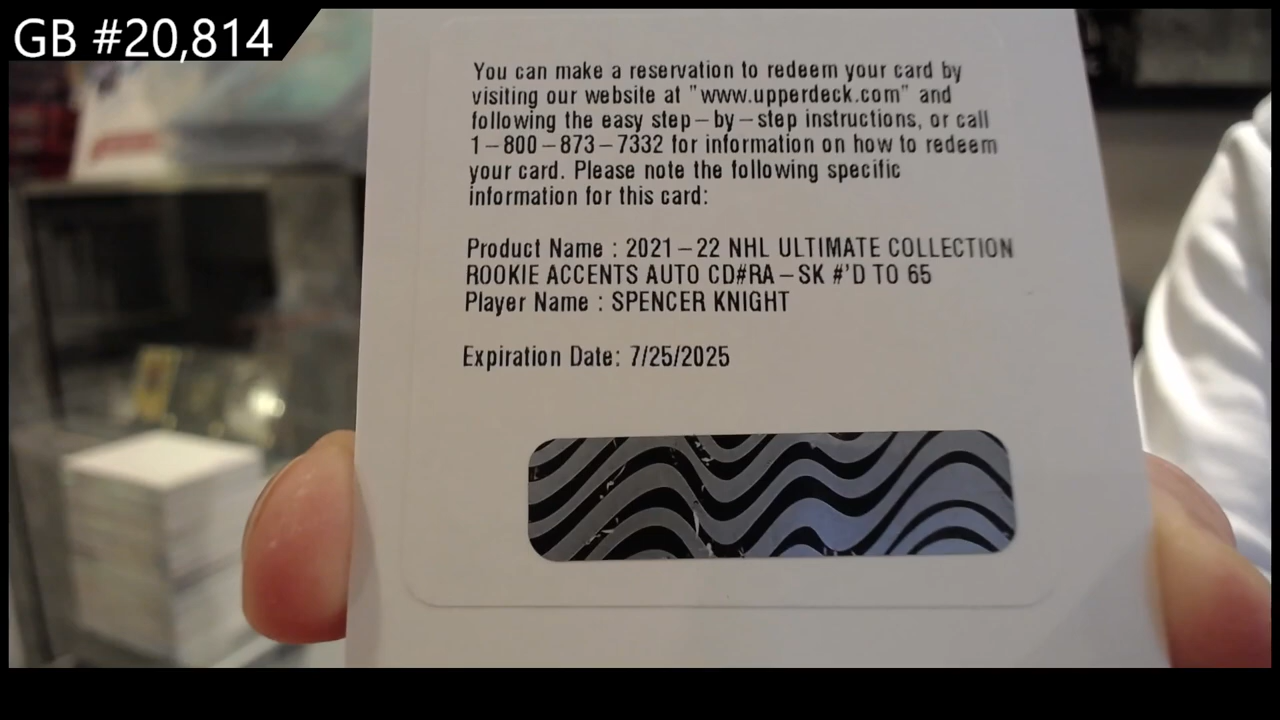 GB #20,814
You can make a reservation to redeem your card by
visiting our website at "www.upperdeck.com" and
following the easy step-by-step instructions, or call
1-800-873-7332 for information on how to redeem
your card. Please note the following specific
information for this card:
Product Name : 2021-22 NHL ULTIMATE COLLECTION
ROOKIE ACCENTS AUTO CD#RA-SK #'D TO 65
Player Name : SPENCER KNIGHT
Expiration Date: 7/25/2025